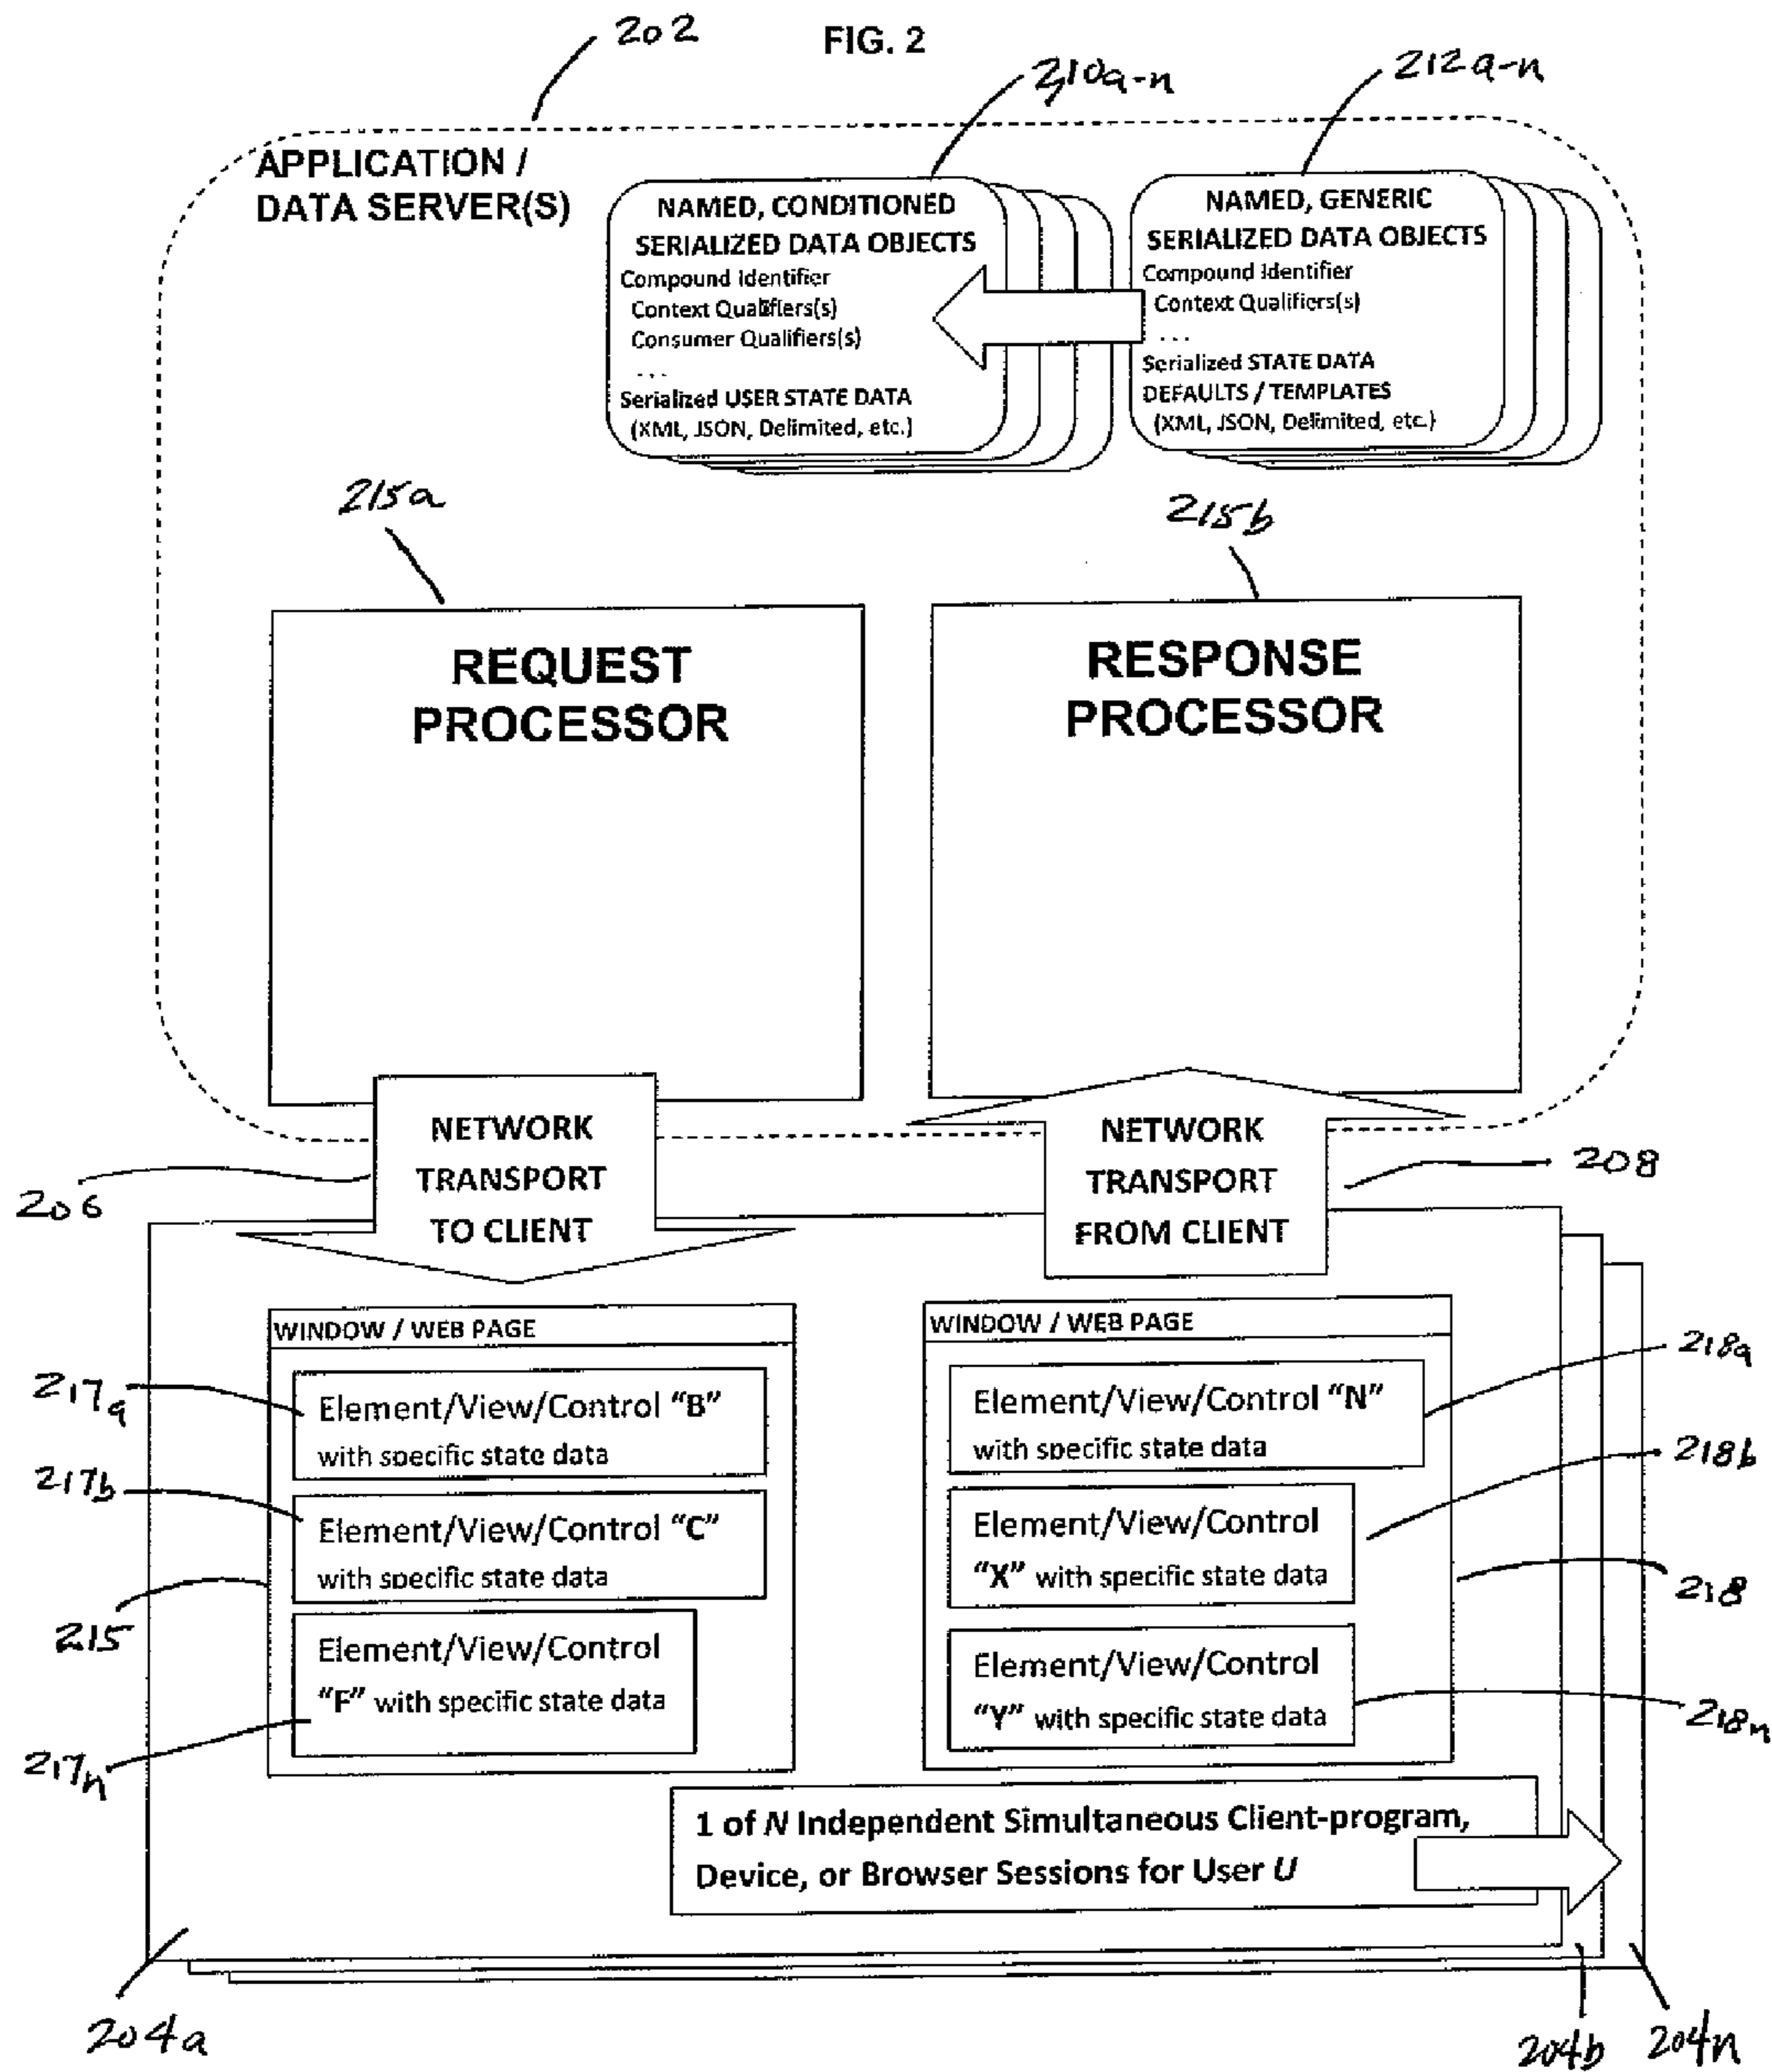 202
FIG. 2
210a-n
212a-n
APPLICATION /
DATA SERVER(S)
NAMED, CONDITIONED
SERIALIZED DATA OBJECTS
Compound Identifier
Context Qualifiers(s)
Consumer Qualifiers(s)
...
Serialized USER STATE DATA
(XML, JSON, Delimited, etc.)
NAMED, GENERIC
SERIALIZED DATA OBJECTS
Compound Identifier
Context Qualifiers(s)
...
Serialized STATE DATA
DEFAULTS / TEMPLATES
(XML, JSON, Delimited, etc.)
215a
215b
REQUEST
PROCESSOR
RESPONSE
PROCESSOR
NETWORK
TRANSPORT
TO CLIENT
NETWORK
TRANSPORT
FROM CLIENT
206
208
WINDOW / WEB PAGE
Element/View/Control "B"
with specific state data
Element/View/Control "C"
with specific state data
Element/View/Control
"F" with specific state data
217a
217b
215
217n
WINDOW / WEB PAGE
Element/View/Control "N"
with specific state data
Element/View/Control
"X" with specific state data
Element/View/Control
"Y" with specific state data
218a
218b
218
218n
1 of N Independent Simultaneous Client-program,
Device, or Browser Sessions for User U
204a
204b
204n